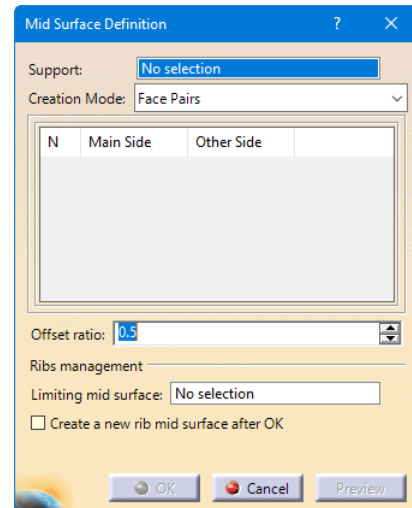 Mid Surface Definition ? ×
Support: No selection
Creation Mode: Face Pairs
N Main Side Other Side
Offset ratio: 0.5
Ribs management
Limiting mid surface: No selection
Create a new rib mid surface after OK
OK Cancel Preview